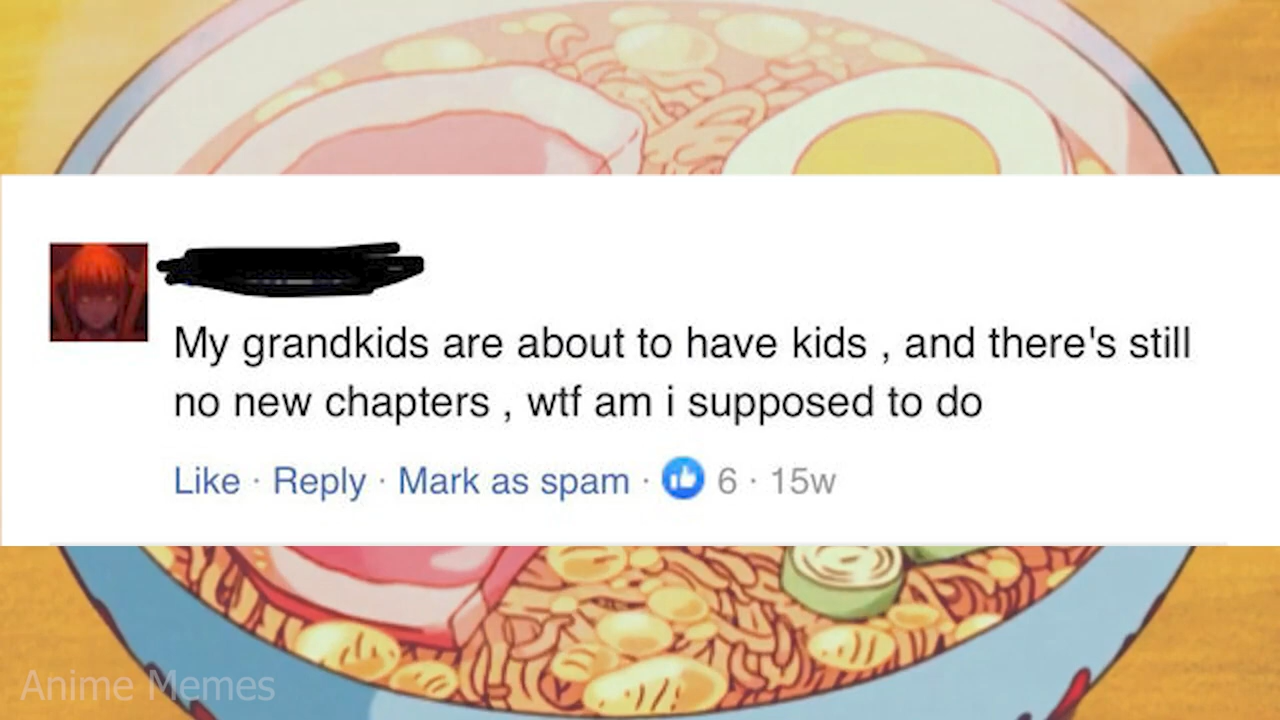 My grandkids are about to have kids , and there's still
no new chapters , wtf am i supposed to do
Like · Reply · Mark as spam · 6 · 15w
Anime Memes